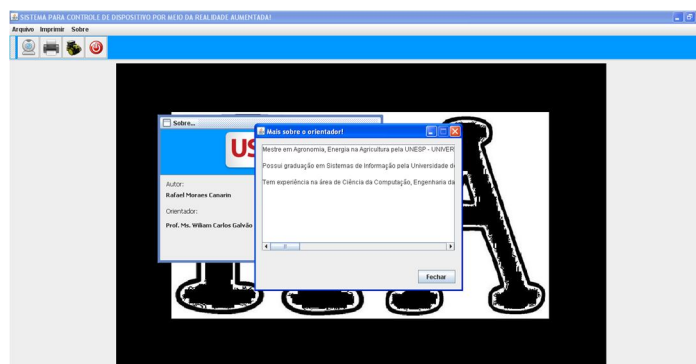 SISTEMA PARA CONTROLE DE DISPOSITIVO POR MEIO DA REALIDADE AUMENTADA!
Arquivo Imprimir Sobre
Sobre...
US
Autor:
Rafael Moraes Canarin
Orientador:
Prof. Ms. Wiliam Carlos Galvão
Mais sobre o orientador!
Mestre em Agronomia, Energia na Agricultura pela UNESP - UNIVER
Possui graduação em Sistemas de Informação pela Universidade d
Tem experiência na área de Ciência da Computação, Engenharia da
Fechar